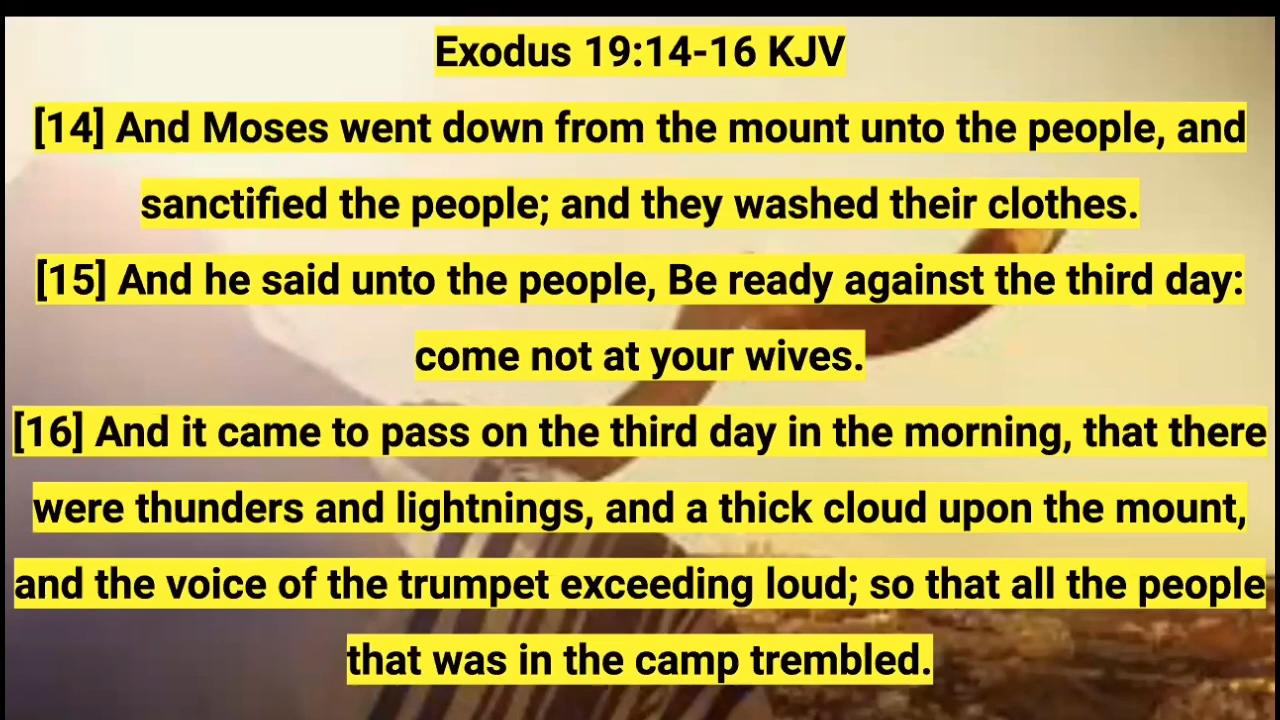 Exodus 19:14-16 KJV
[14] And Moses went down from the mount unto the people, and
sanctified the people; and they washed their clothes.
[15] And he said unto the people, Be ready against the third day:
come not at your wives.
[16] And it came to pass on the third day in the morning, that there
were thunders and lightnings, and a thick cloud upon the mount,
and the voice of the trumpet exceeding loud; so that all the people
that was in the camp trembled.